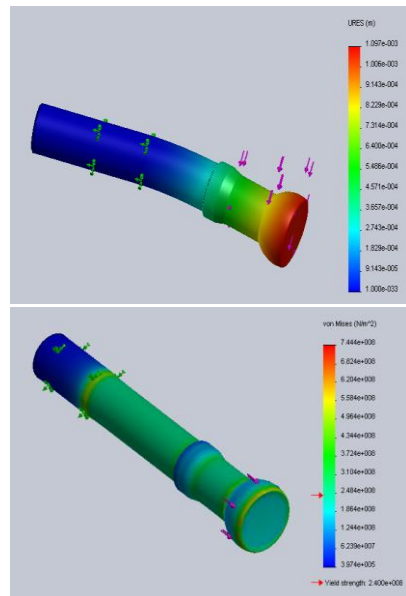 URES (m)
1.097e-003
1.006e-003
9.143e-004
8.229e-004
7.314e-004
6.400e-004
5.486e-004
4.571e-004
3.657e-004
2.743e-004
1.829e-004
9.143e-005
1.000e-033
von Mises (N/m^2)
7.444e+008
6.824e+008
6.204e+008
5.584e+008
4.964e+008
4.344e+008
3.724e+008
3.104e+008
2.484e+008
1.864e+008
1.244e+008
6.239e+007
3.974e+005
Yield strength: 2.400e+008